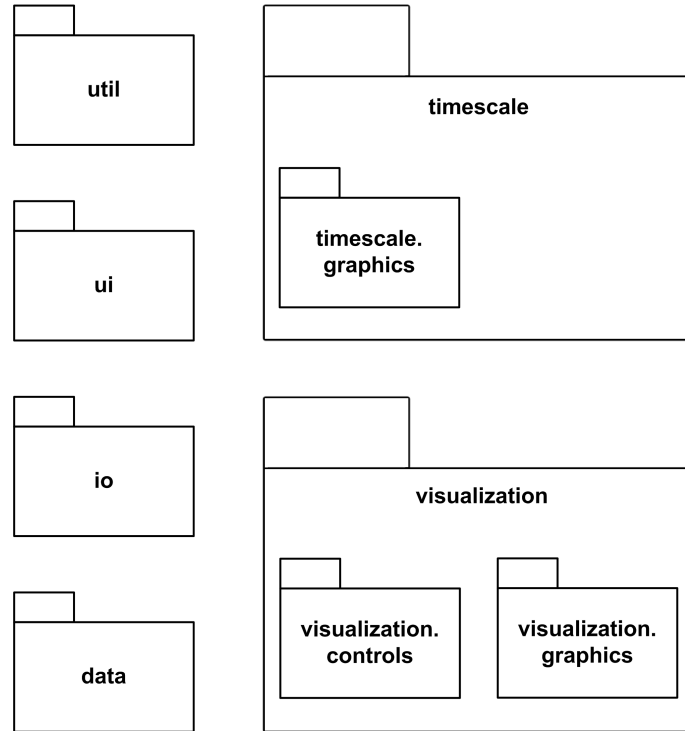 util
timescale
timescale.
graphics
ui
io
visualization
visualization.
controls
visualization.
graphics
data